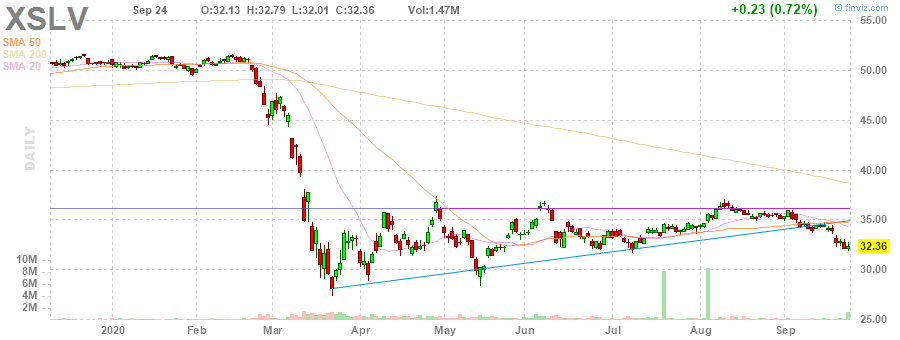 XSLV Sep 24 O:32.13 H:32.79 L:32.01 C:32.36 Vol:1.47M +0.23 (0.72%) © finviz.com
SMA 50
SMA 200
SMA 20
DAILY
55.00
50.00
45.00
40.00
35.00
32.36
30.00
25.00
10M
8M
6M
4M
2M
2020 Feb Mar Apr May Jun Jul Aug Sep